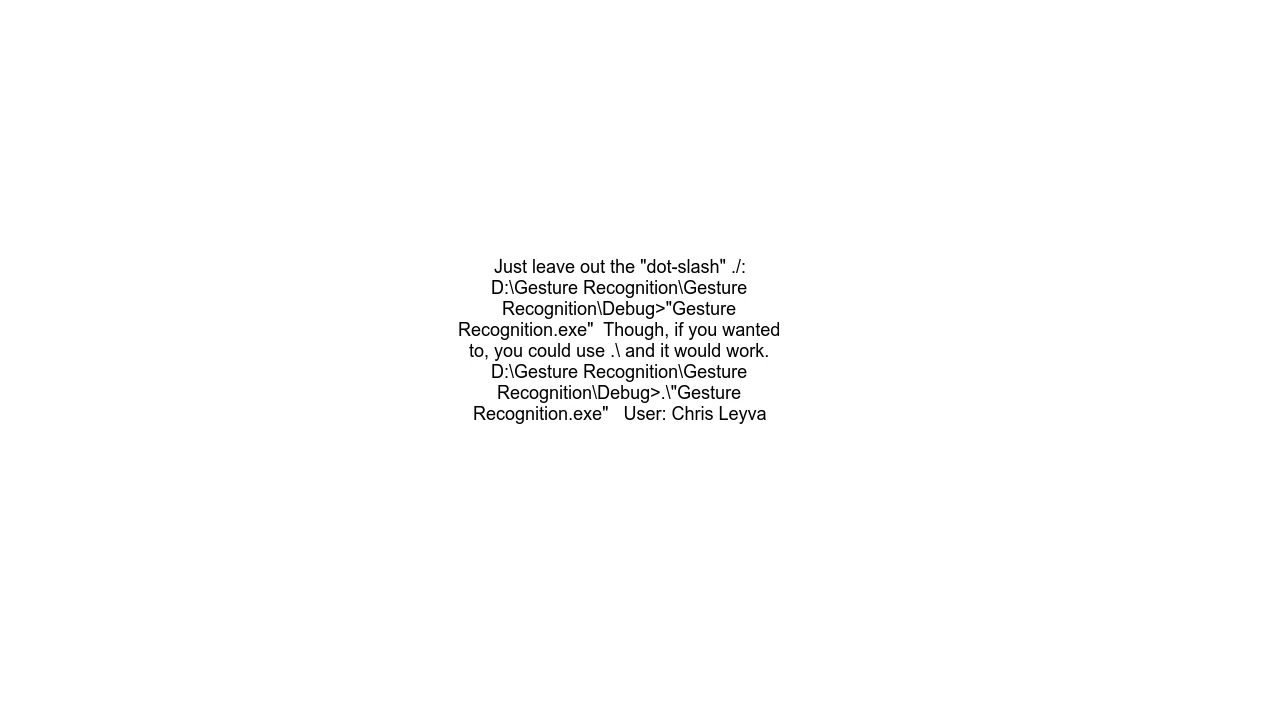 Just leave out the "dot-slash" ./:
D:\Gesture Recognition\Gesture
Recognition\Debug>"Gesture
Recognition.exe"  Though, if you wanted
to, you could use .\ and it would work.
D:\Gesture Recognition\Gesture
Recognition\Debug>.\"Gesture
Recognition.exe"   User: Chris Leyva